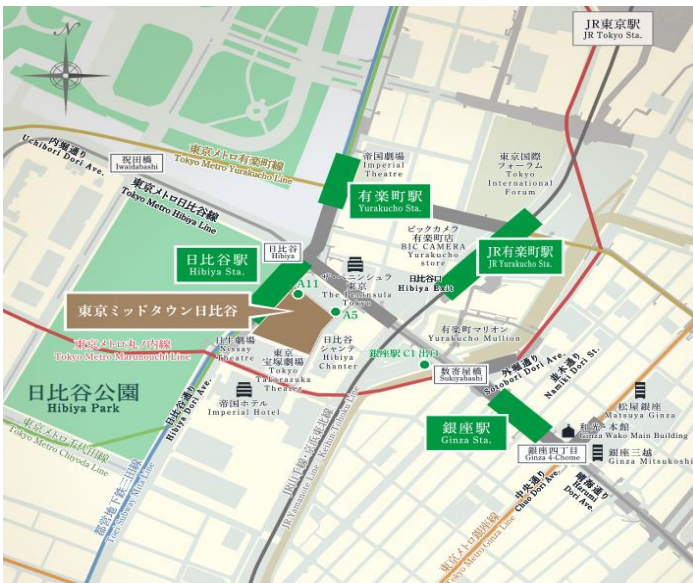 JR東京駅
JR Tokyo Sta.
N
内堀通り
Uchibori Dori Ave.
祝田橋
Iwaidabashi
東京メトロ有楽町線
Tokyo Metro Yurakucho Line
東京メトロ日比谷線
Tokyo Metro Hibiya Line
帝国劇場
Imperial
Theatre
東京国際
フォーラム
Tokyo
International
Forum
有楽町駅
Yurakucho Sta.
ビックカメラ
有楽町店
BIC CAMERA
Yurakucho
store
JR有楽町駅
JR Yurakucho Sta.
日比谷口
Hibiya Exit
日比谷駅
Hibiya Sta.
日比谷
Hibiya
A11
ザ・ペニンシュラ
東京
The Peninsula
Tokyo
A5
東京ミッドタウン日比谷
日生劇場
Nissay
Theatre
東京
宝塚劇場
Tokyo
Takarazuka
Theater
日比谷
シャンテ
Hibiya
Chanter
有楽町マリオン
Yurakucho Mullion
銀座駅 C1 出口
東京メトロ丸ノ内線
Tokyo Metro Marunouchi Line
数寄屋橋
Sukiyabashi
外堀通り
Sotobori Dori Ave.
並木通り
Namiki Dori St.
日比谷公園
Hibiya Park
日比谷通り
Hibiya Dori Ave.
帝国ホテル
Imperial Hotel
銀座駅
Ginza Sta.
松屋銀座
Matsuya Ginza
和光・本館
Ginza Wako Main Building
銀座四丁目
Ginza 4-Chome
銀座三越
Ginza Mitsukoshi
東京メトロ千代田線
Tokyo Metro Chiyoda Line
都営地下鉄三田線
Toei Subway Mita Line
JR山手線・京浜東北線
JR Yamanote Line / Keihin Tohoku Line
中央通り
Chuo Dori Ave.
晴海通り
Harumi
Dori Ave.
東京メトロ銀座線
Tokyo Metro Ginza Line